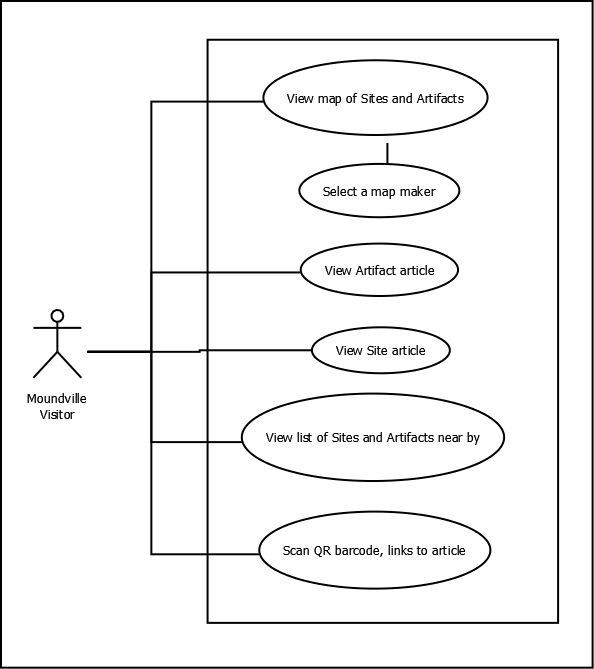 View map of Sites and Artifacts
Select a map maker
View Artifact article
View Site article
Moundville
Visitor
View list of Sites and Artifacts near by
Scan QR barcode, links to article